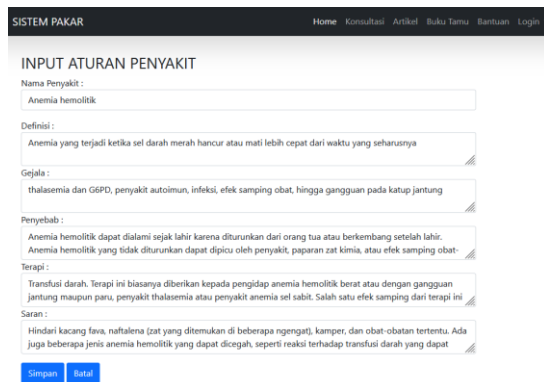 SISTEM PAKAR
Home Konsultasi Artikel Buku Tamu Bantuan Login
INPUT ATURAN PENYAKIT
Nama Penyakit :
Anemia hemolitik
Definisi :
Anemia yang terjadi ketika sel darah merah hancur atau mati lebih cepat dari waktu yang seharusnya
Gejala :
thalasemia dan G6PD, penyakit autoimun, infeksi, efek samping obat, hingga gangguan pada katup jantung
Penyebab :
Anemia hemolitik dapat dialami sejak lahir karena diturunkan dari orang tua atau berkembang setelah lahir.
Anemia hemolitik yang tidak diturunkan dapat dipicu oleh penyakit, paparan zat kimia, atau efek samping obat-
Terapi :
Transfusi darah. Terapi ini biasanya diberikan kepada pengidap anemia hemolitik berat atau dengan gangguan
jantung maupun paru, penyakit thalasemia atau penyakit anemia sel sabit. Salah satu efek samping dari terapi ini
Saran :
Hindari kacang fava, naftalena (zat yang ditemukan di beberapa ngengat), kamper, dan obat-obatan tertentu. Ada
juga beberapa jenis anemia hemolitik yang dapat dicegah, seperti reaksi terhadap transfusi darah yang dapat
Simpan Batal